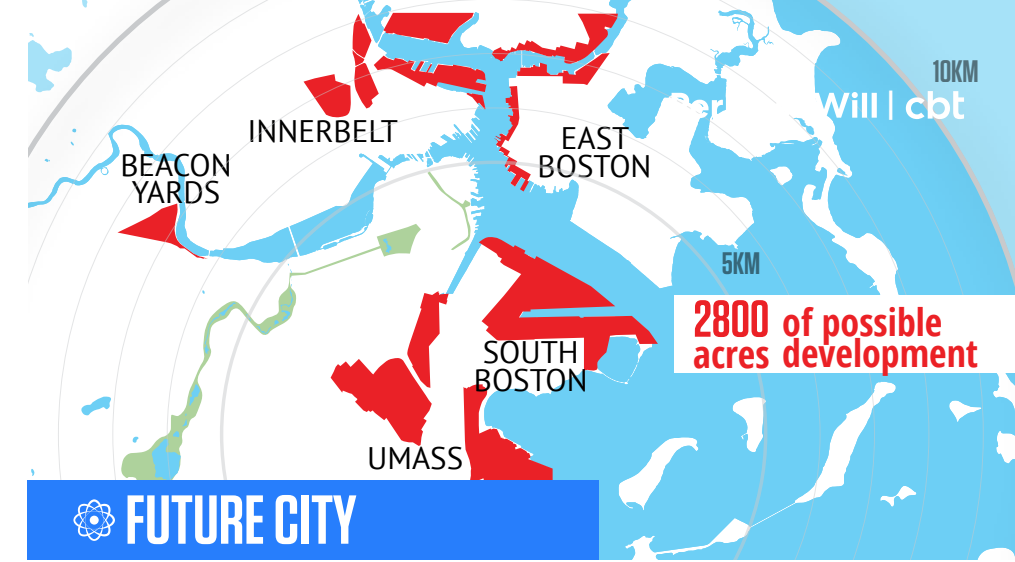 10KM
Will | cbt
INNERBELT
EAST
BOSTON
BEACON
YARDS
5KM
2800 of possible
acres development
SOUTH
BOSTON
UMASS
FUTURE CITY